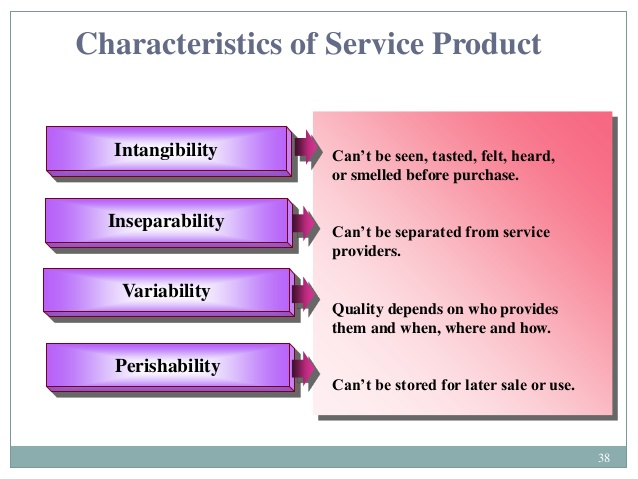 Characteristics of Service Product
Intangibility
Can’t be seen, tasted, felt, heard,
or smelled before purchase.
Inseparability
Can’t be separated from service
providers.
Variability
Quality depends on who provides
them and when, where and how.
Perishability
Can’t be stored for later sale or use.
38